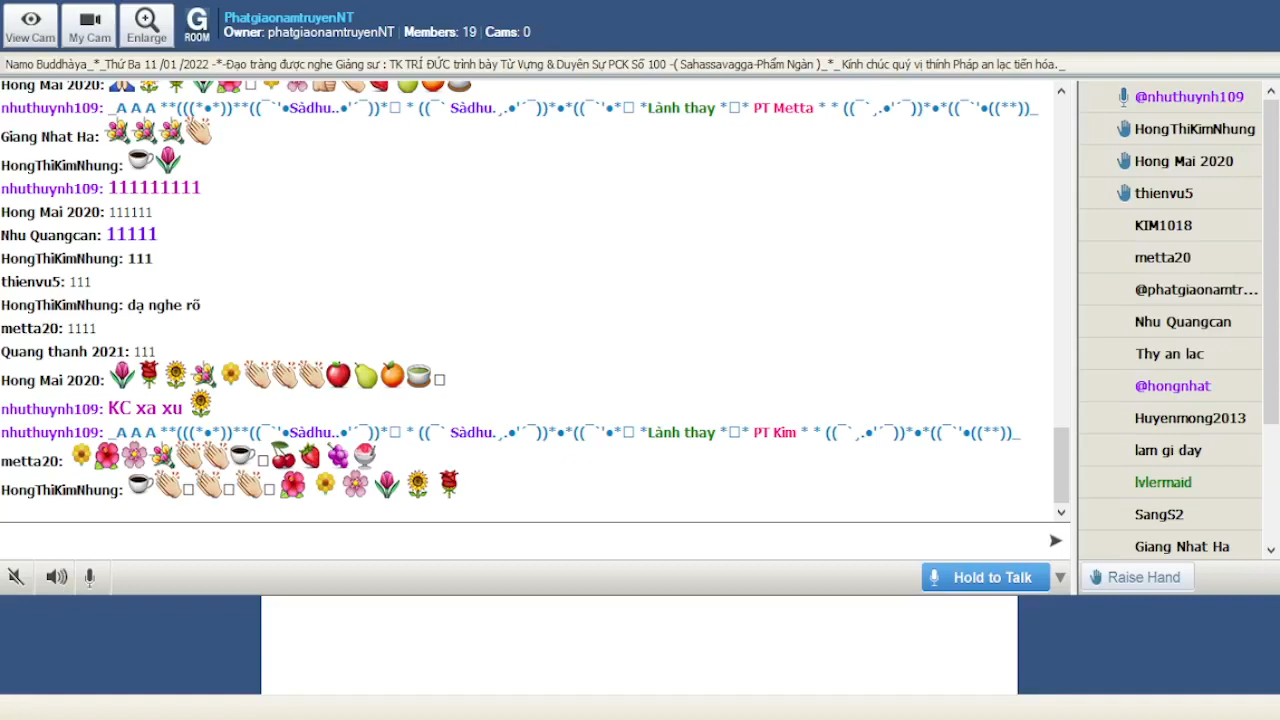 View Cam
My Cam
Enlarge
G ROOM
PhatgiaonamtruyenNT
Owner: phatgiaonamtruyenNT | Members: 19 | Cams: 0
Namo Buddhàya_*_Thứ Ba 11 /01 /2022 -*-Đạo tràng được nghe Giảng sư : TK TRÍ ĐỨC trình bày Từ Vựng & Duyên Sự PCK Số 100 -( Sahassavagga-Phẩm Ngàn )_*_ Kính chúc quý vị thính Pháp an lạc tiến hóa._
Hong Mai 2020:
nhuthuynh109: _A A A **(((*●*))**((¯`'●Sàdhu..●'´¯))*□ * ((¯` Sàdhu.¸.●'´¯))*●*((¯`'●*□ *Lành thay *□* PT Metta * * ((¯`¸.●'´¯))*●*((¯`'●((**))_
Giang Nhat Ha:
HongThiKimNhung:
nhuthuynh109: 111111111
Hong Mai 2020: 111111
Nhu Quangcan: 11111
HongThiKimNhung: 111
thienvu5: 111
HongThiKimNhung: dạ nghe rõ
metta20: 1111
Quang thanh 2021: 111
Hong Mai 2020:
nhuthuynh109: KC xa xu
nhuthuynh109: _A A A **(((*●*))**((¯`'●Sàdhu..●'´¯))*□ * ((¯` Sàdhu.¸.●'´¯))*●*((¯`'●*□ *Lành thay *□* PT Kim * * ((¯`¸.●'´¯))*●*((¯`'●((**))_
metta20:
HongThiKimNhung:
@nhuthuynh109
HongThiKimNhung
Hong Mai 2020
thienvu5
KIM1018
metta20
@phatgiaonamtr...
Nhu Quangcan
Thy an lac
@hongnhat
Huyenmong2013
lam gi day
lvlermaid
SangS2
Giang Nhat Ha
Hold to Talk
Raise Hand